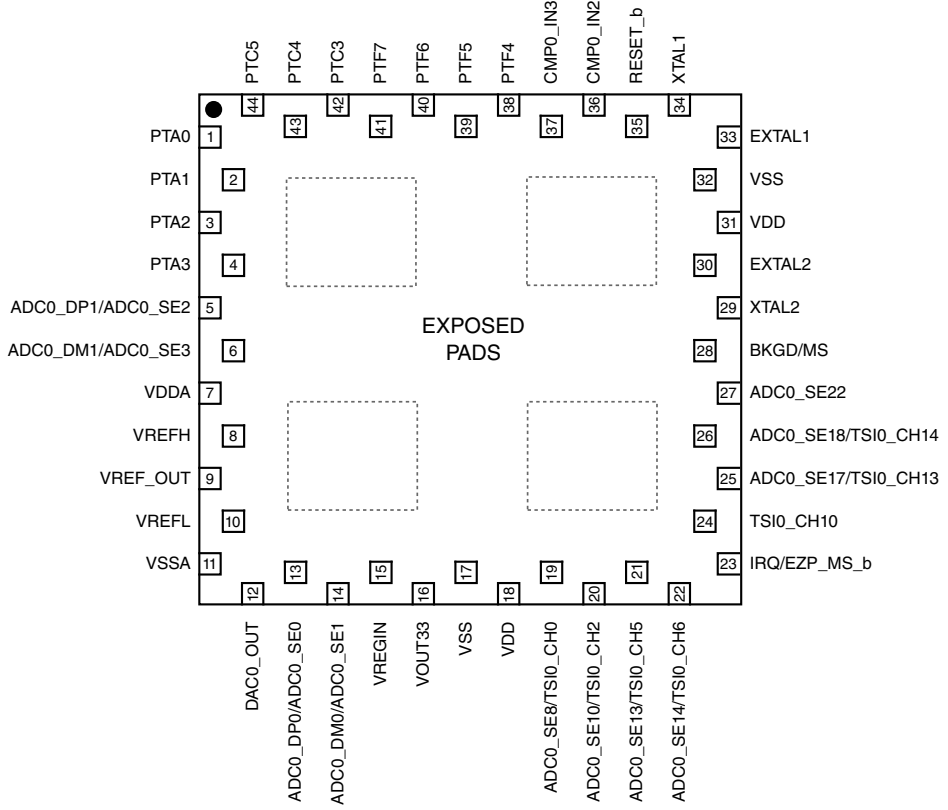 PTC5
PTC4
PTC3
PTF7
PTF6
PTF5
PTF4
CMP0_IN3
CMP0_IN2
RESET_b
XTAL1
44
43
42
41
40
39
38
37
36
35
34
PTA0 1
PTA1 2
PTA2 3
PTA3 4
ADC0_DP1/ADC0_SE2 5
ADC0_DM1/ADC0_SE3 6
VDDA 7
VREFH 8
VREF_OUT 9
VREFL 10
VSSA 11
EXPOSED
PADS
33 EXTAL1
32 VSS
31 VDD
30 EXTAL2
29 XTAL2
28 BKGD/MS
27 ADC0_SE22
26 ADC0_SE18/TSI0_CH14
25 ADC0_SE17/TSI0_CH13
24 TSI0_CH10
23 IRQ/EZP_MS_b
12
13
14
15
16
17
18
19
20
21
22
DAC0_OUT
ADC0_DP0/ADC0_SE0
ADC0_DM0/ADC0_SE1
VREGIN
VOUT33
VSS
VDD
ADC0_SE8/TSI0_CH0
ADC0_SE10/TSI0_CH2
ADC0_SE13/TSI0_CH5
ADC0_SE14/TSI0_CH6